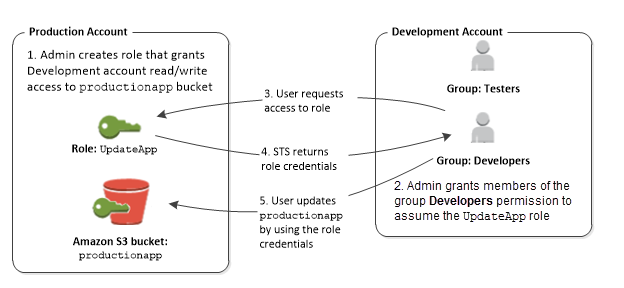 Production Account
1. Admin creates role that grants
Development account read/write
access to productionapp bucket
Role: UpdateApp
Amazon S3 bucket:
productionapp
3. User requests
access to role
4. STS returns
role credentials
5. User updates
productionapp
by using the role
credentials
Development Account
Group: Testers
Group: Developers
2. Admin grants members of the
group Developers permission to
assume the UpdateApp role